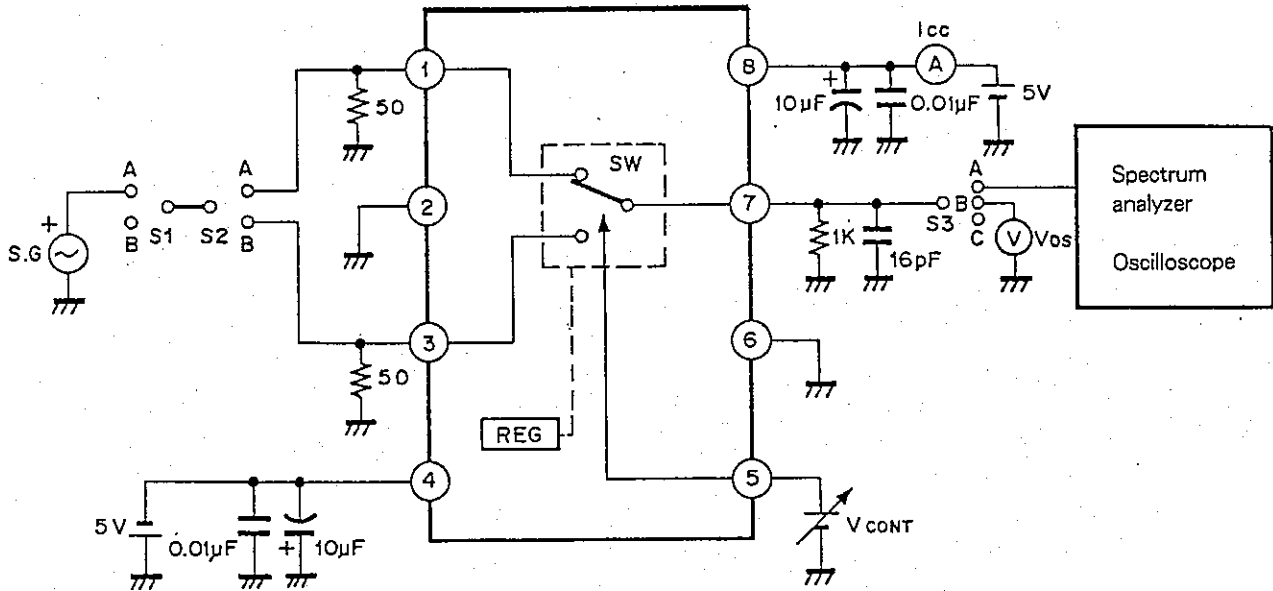 Icc
1
8
A
+
10μF
0.01μF
5V
50
A
A
SW
A
Spectrum
analyzer
Oscilloscope
2
7
S3
B
C
V
Vos
1K
16pF
+
B
S1
S2
B
S.G
3
6
50
REG
4
5
5V
0.01μF
+
10μF
V CONT